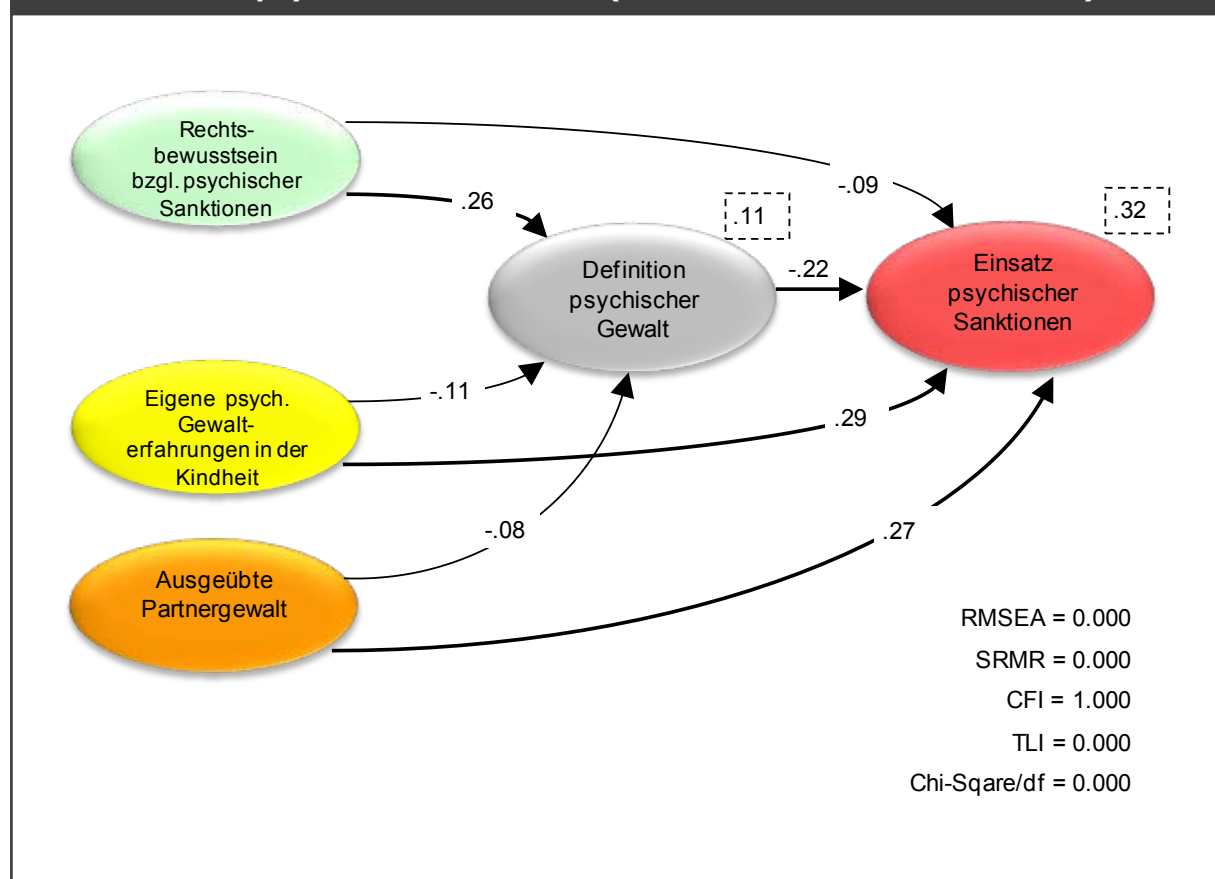 Rechts-
bewusstsein
bzgl. psychischer
Sanktionen
-.09
.26
.11
.32
Definition
psychischer
Gewalt
-.22
Einsatz
psychischer
Sanktionen
Eigene psych.
Gewalt-
erfahrungen in der
Kindheit
-.11
.29
-.08
.27
Ausgeübte
Partnergewalt
RMSEA = 0.000
SRMR = 0.000
CFI = 1.000
TLI = 0.000
Chi-Sqare/df = 0.000